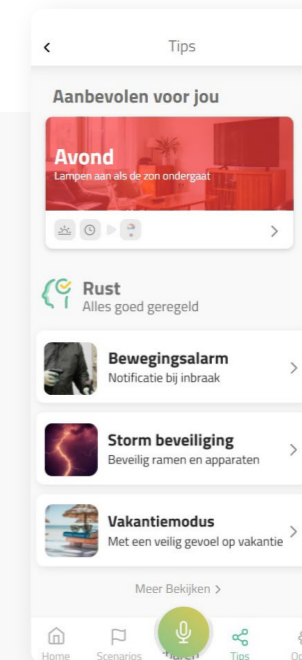 Tips
Aanbevolen voor jou
Avond
Lampen aan als de zon ondergaat
Rust
Alles goed geregeld
Bewegingsalarm
Notificatie bij inbraak
Storm beveiliging
Beveilig ramen en apparaten
Vakantiemodus
Met een veilig gevoel op vakantie
Meer Bekijken >
Home
Scenarios
Tips